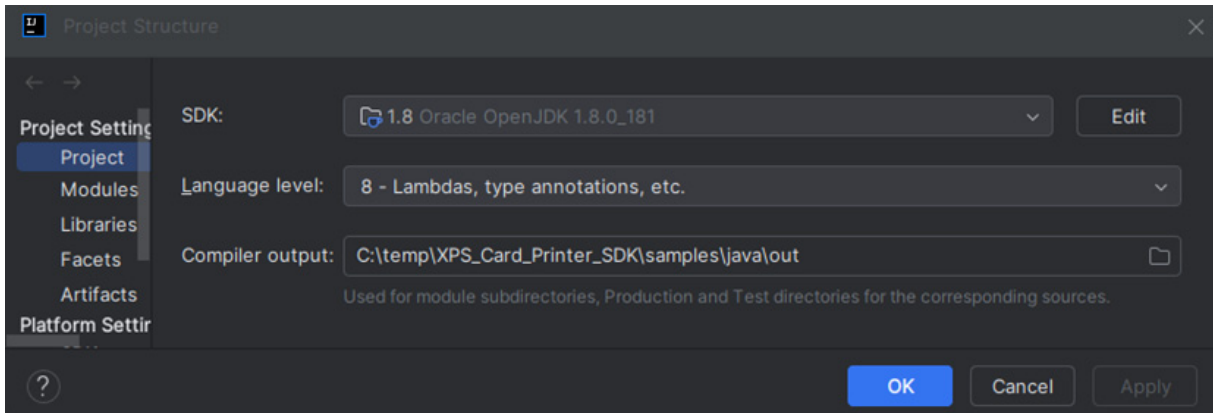 Project Structure
Project Setting
Project
Modules
Libraries
Facets
Artifacts
Platform Settir
SDK: 1.8 Oracle OpenJDK 1.8.0_181 Edit
Language level: 8 - Lambdas, type annotations, etc.
Compiler output: C:\temp\XPS_Card_Printer_SDK\samples\java\out
Used for module subdirectories, Production and Test directories for the corresponding sources.
? OK Cancel Apply